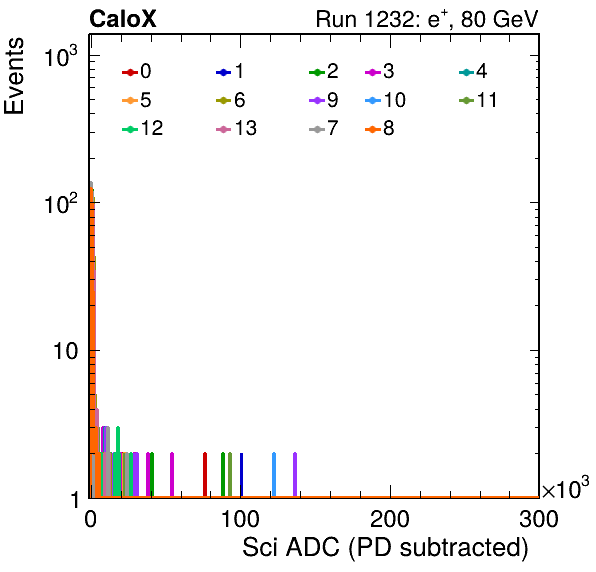 CaloX Run 1232: e⁺, 80 GeV
Events
10³
0 1 2 3 4
5 6 9 10 11
12 13 7 8
10²
10
1
0 100 200 300
×10³
Sci ADC (PD subtracted)